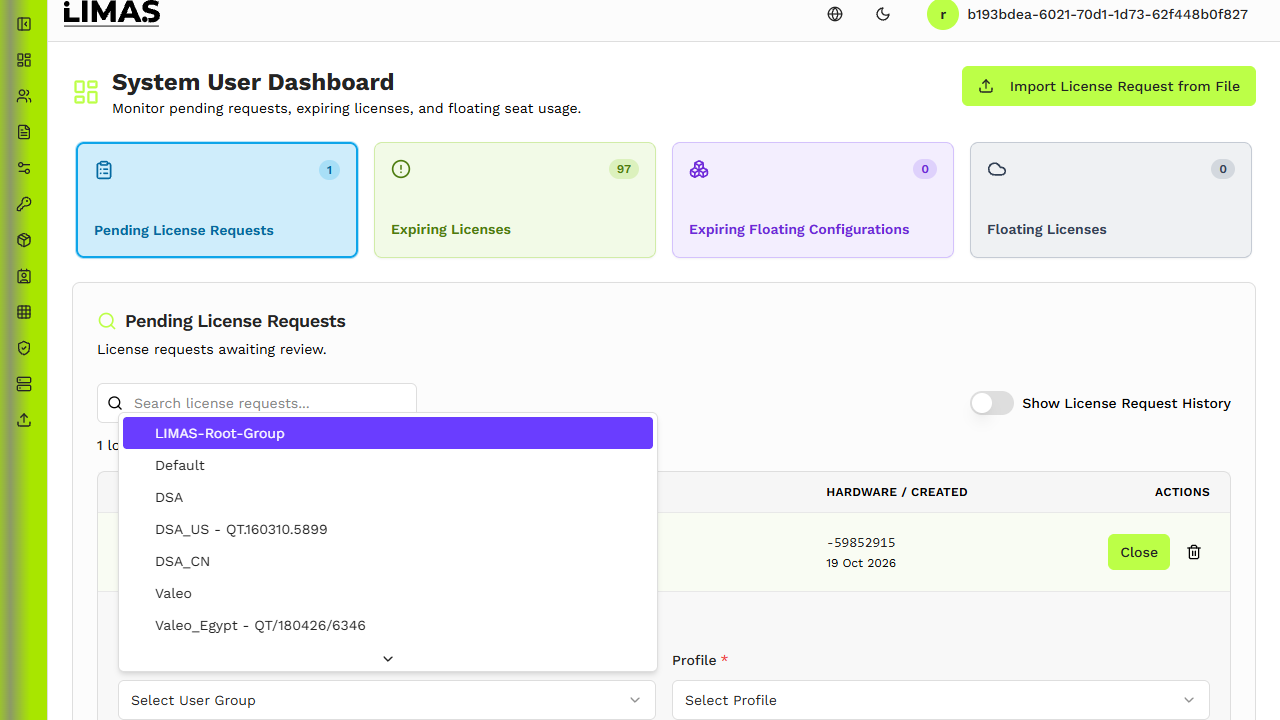 LIMAS
r
b193bdea-6021-70d1-1d73-62f448b0f827
System User Dashboard
Monitor pending requests, expiring licenses, and floating seat usage.
Import License Request from File
1
Pending License Requests
97
Expiring Licenses
0
Expiring Floating Configurations
0
Floating Licenses
Pending License Requests
License requests awaiting review.
Search license requests...
Show License Request History
1
LIMAS-Root-Group
Default
DSA
DSA_US - QT.160310.5899
DSA_CN
Valeo
Valeo_Egypt - QT/180426/6346
HARDWARE / CREATED
ACTIONS
-59852915
19 Oct 2026
Close
Profile *
Select User Group
Select Profile